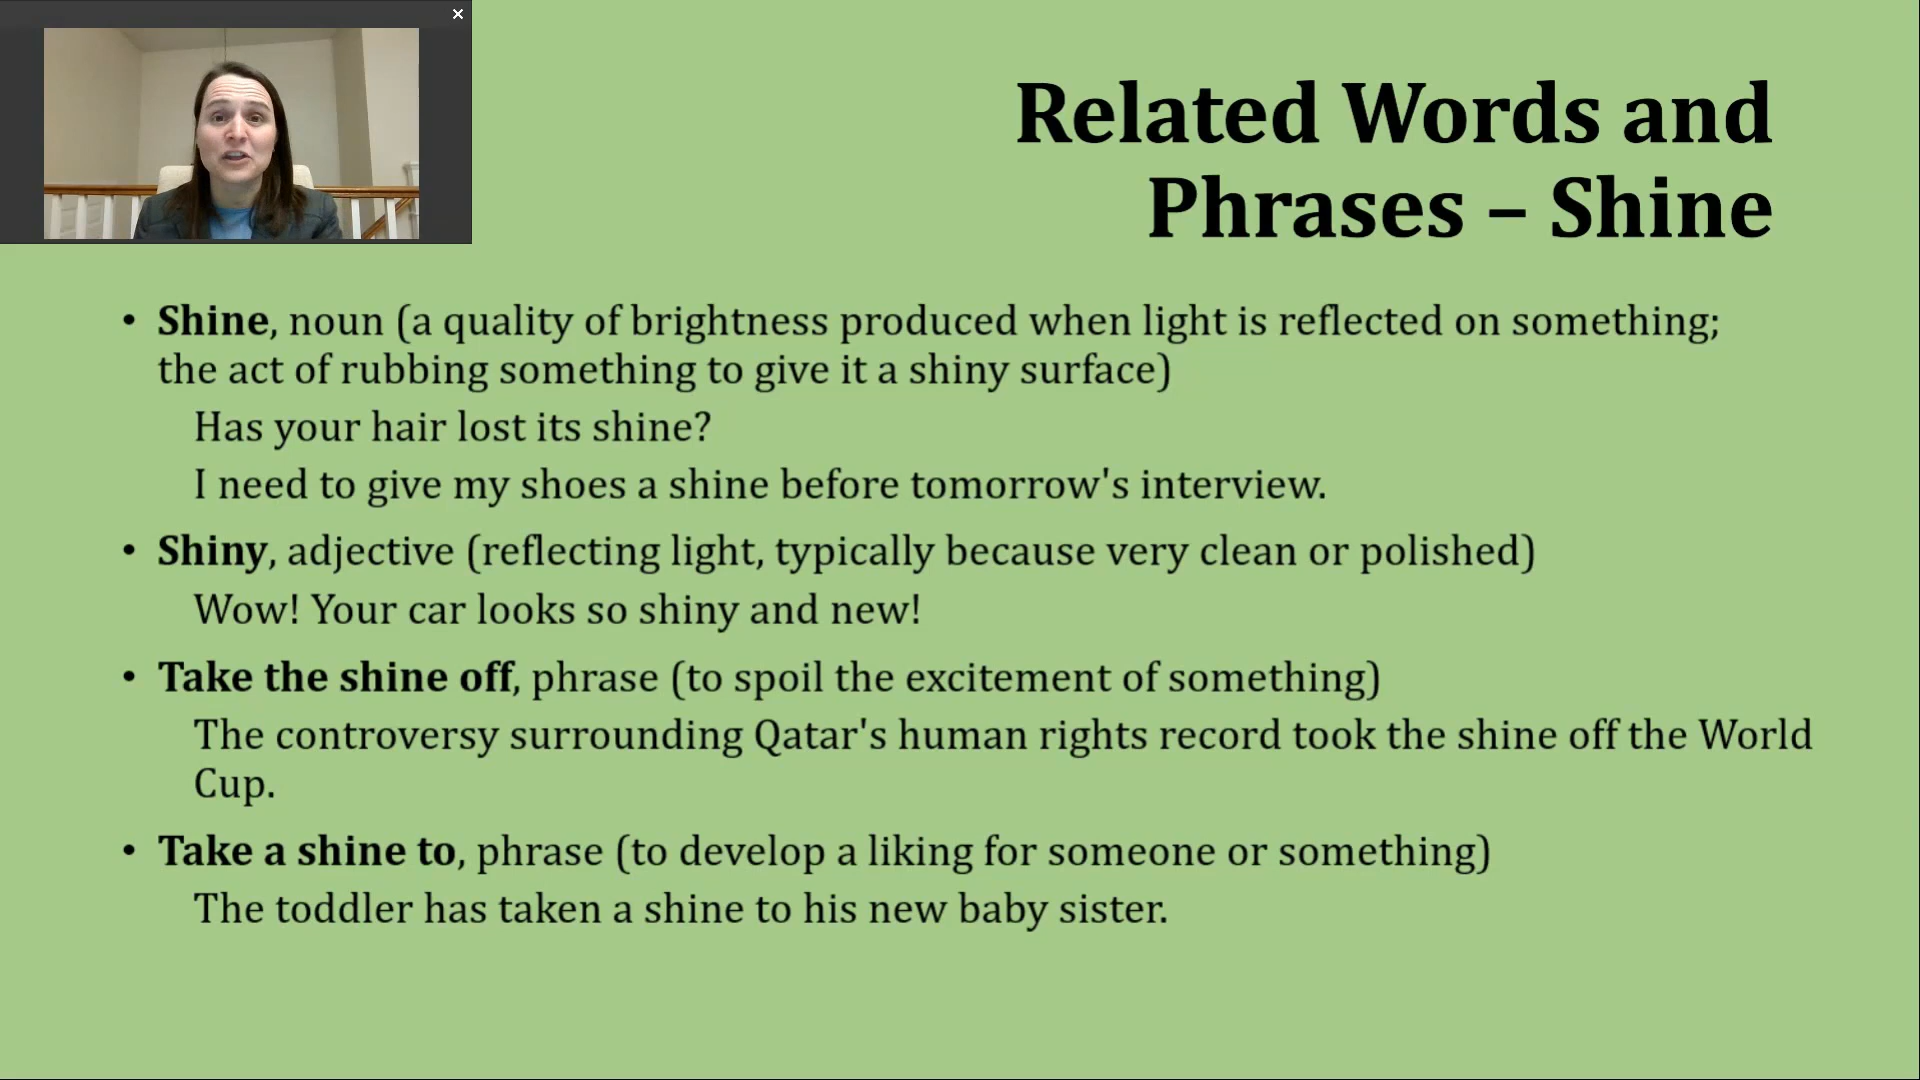 Related Words and
Phrases – Shine
• Shine, noun (a quality of brightness produced when light is reflected on something;
the act of rubbing something to give it a shiny surface)
Has your hair lost its shine?
I need to give my shoes a shine before tomorrow's interview.
• Shiny, adjective (reflecting light, typically because very clean or polished)
Wow! Your car looks so shiny and new!
• Take the shine off, phrase (to spoil the excitement of something)
The controversy surrounding Qatar's human rights record took the shine off the World
Cup.
• Take a shine to, phrase (to develop a liking for someone or something)
The toddler has taken a shine to his new baby sister.